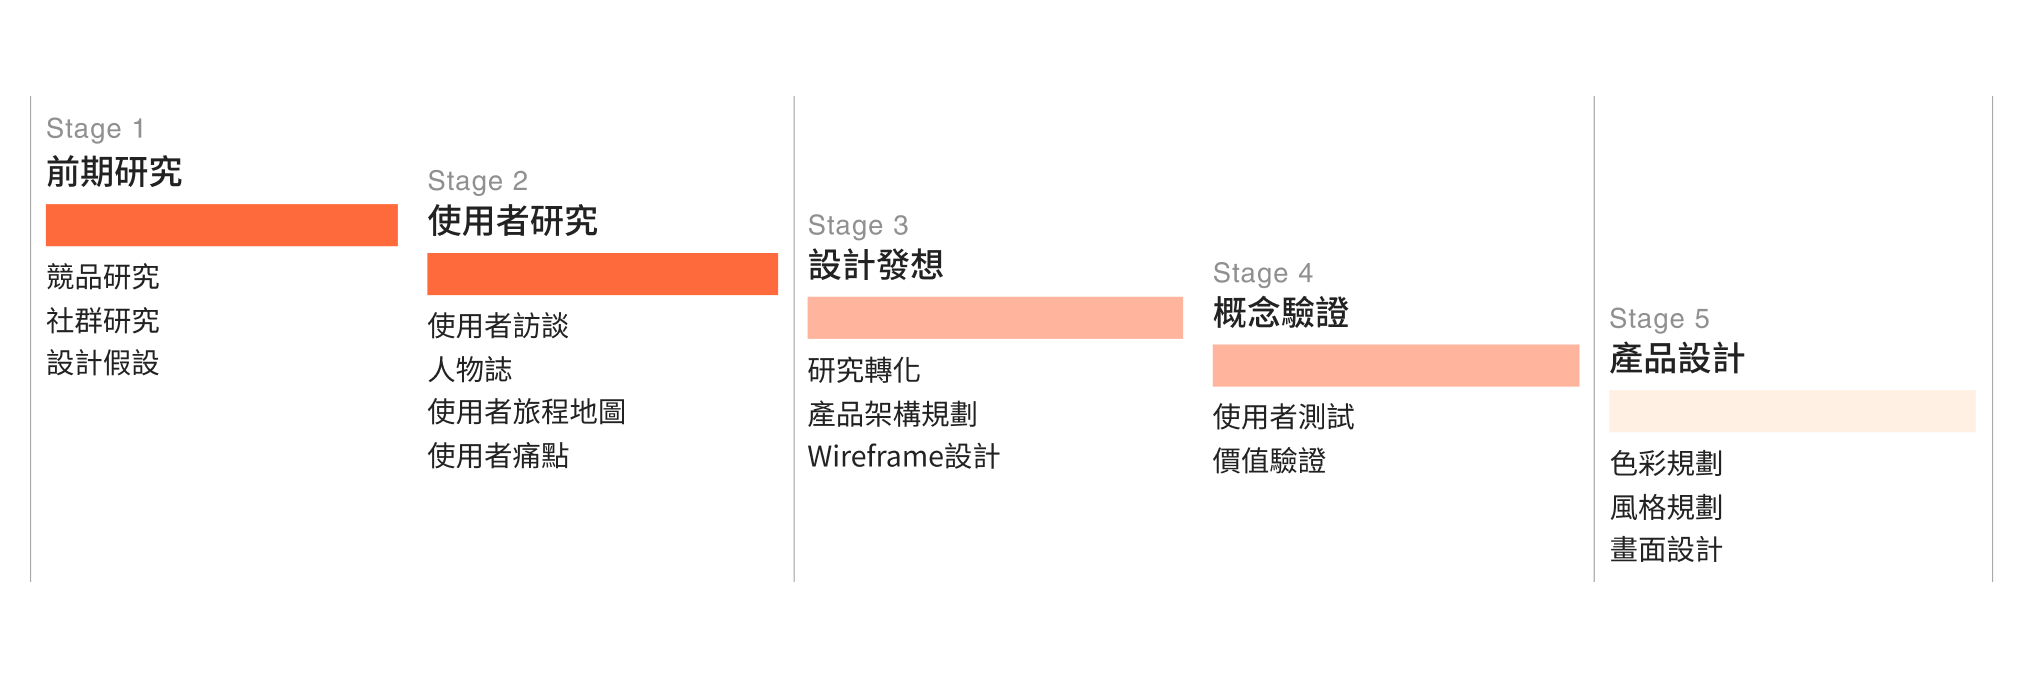 Stage 1
前期研究
競品研究
社群研究
設計假設
Stage 2
使用者研究
使用者訪談
人物誌
使用者旅程地圖
使用者痛點
Stage 3
設計發想
研究轉化
產品架構規劃
Wireframe設計
Stage 4
概念驗證
使用者測試
價值驗證
Stage 5
產品設計
色彩規劃
風格規劃
畫面設計